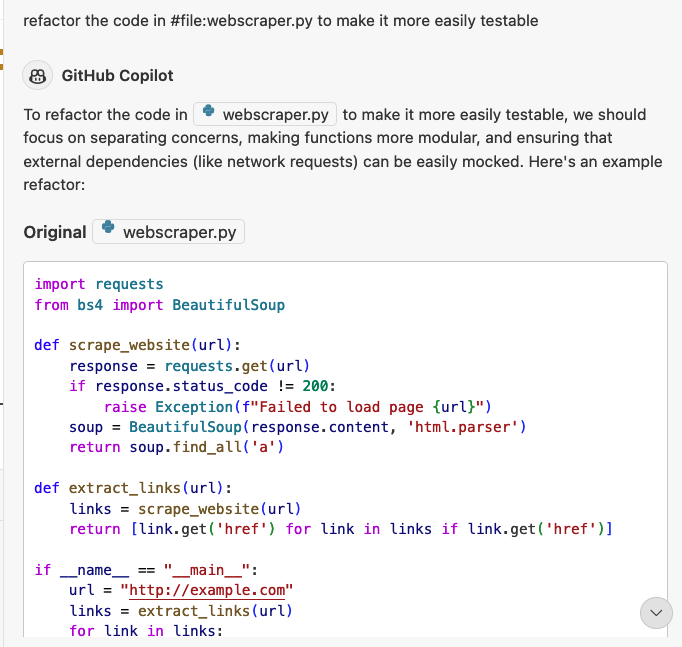 refactor the code in #file:webscraper.py to make it more easily testable
GitHub Copilot
To refactor the code in webscraper.py to make it more easily testable, we should
focus on separating concerns, making functions more modular, and ensuring that
external dependencies (like network requests) can be easily mocked. Here's an example
refactor:
Original webscraper.py
import requests
from bs4 import BeautifulSoup
def scrape_website(url):
    response = requests.get(url)
    if response.status_code != 200:
        raise Exception(f"Failed to load page {url}")
    soup = BeautifulSoup(response.content, 'html.parser')
    return soup.find_all('a')
def extract_links(url):
    links = scrape_website(url)
    return [link.get('href') for link in links if link.get('href')]
if __name__ == "__main__":
    url = "http://example.com"
    links = extract_links(url)
    for link in links: